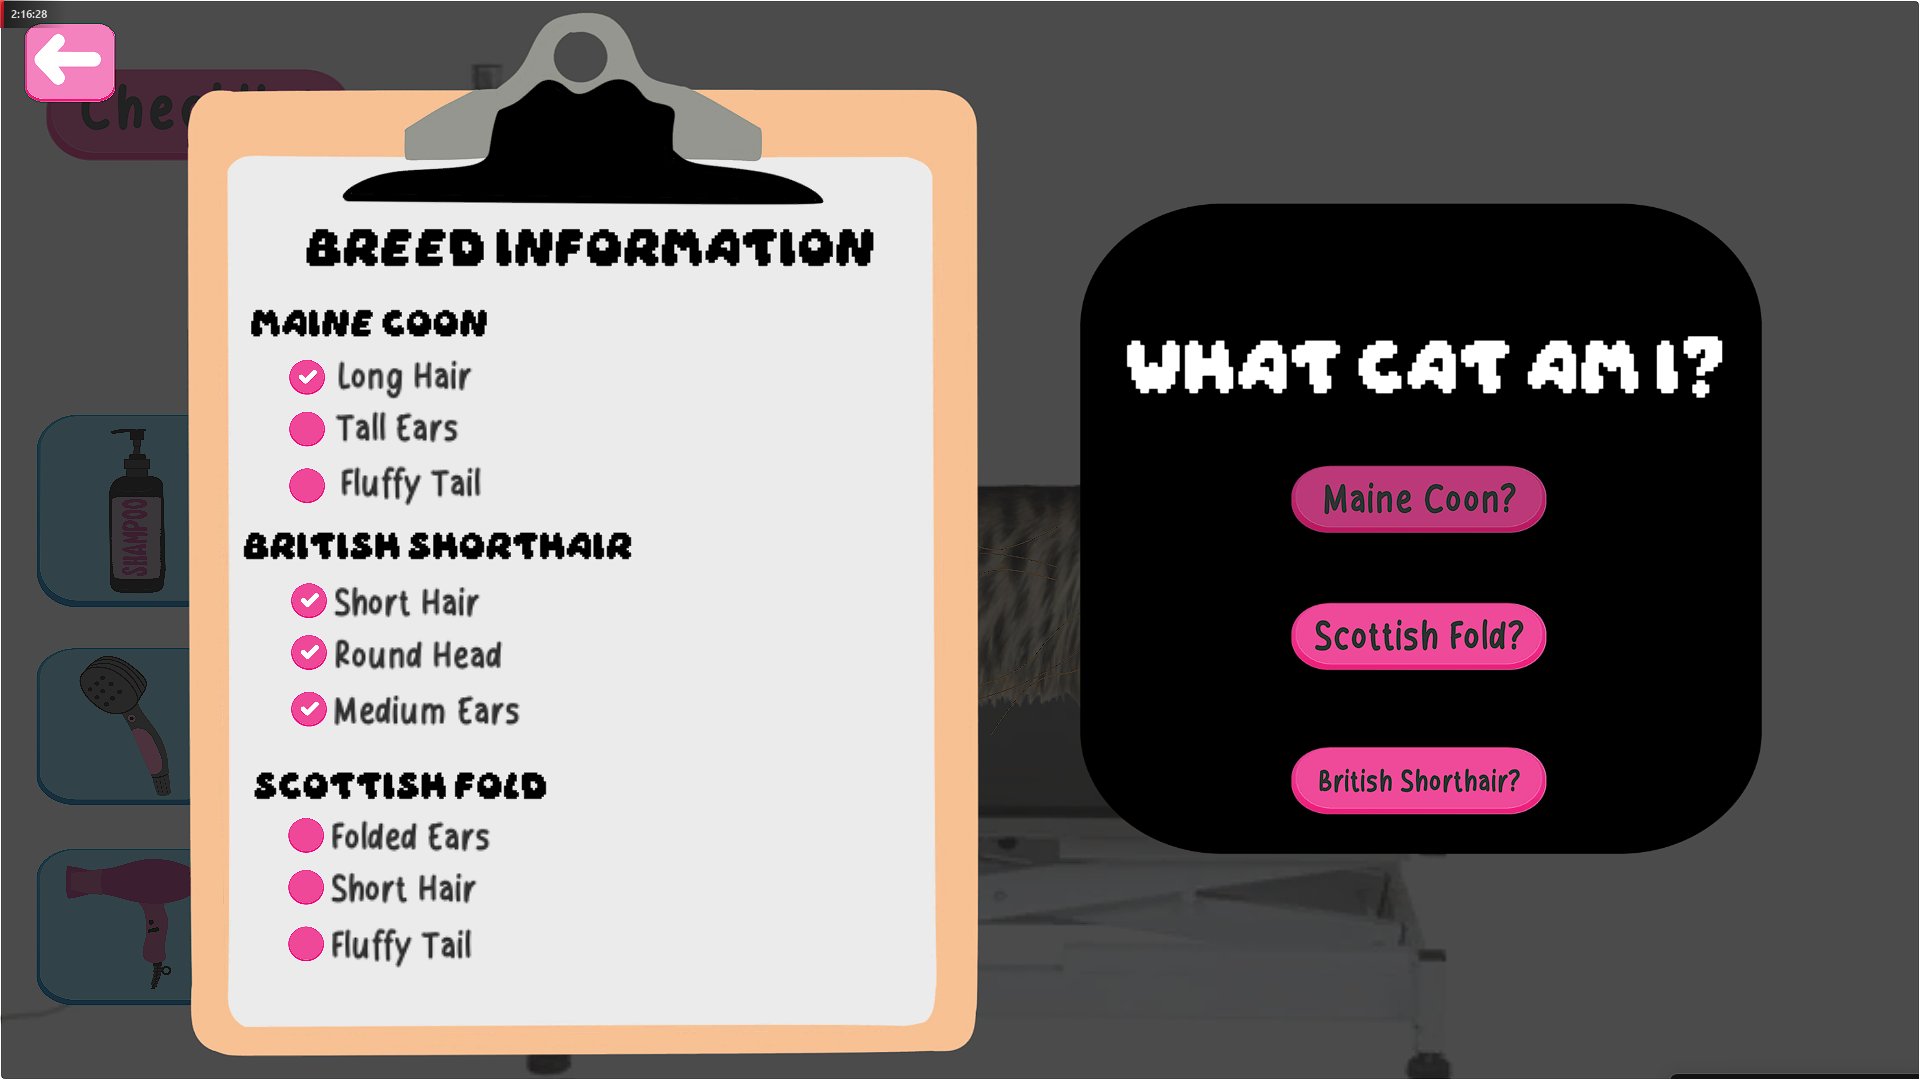 2:16:28
BREED INFORMATION
MAINE COON
Long Hair
Tall Ears
Fluffy Tail
BRITISH SHORTHAIR
Short Hair
Round Head
Medium Ears
SCOTTISH FOLD
Folded Ears
Short Hair
Fluffy Tail
SHAMPOO
WHAT CAT AM I?
Maine Coon?
Scottish Fold?
British Shorthair?